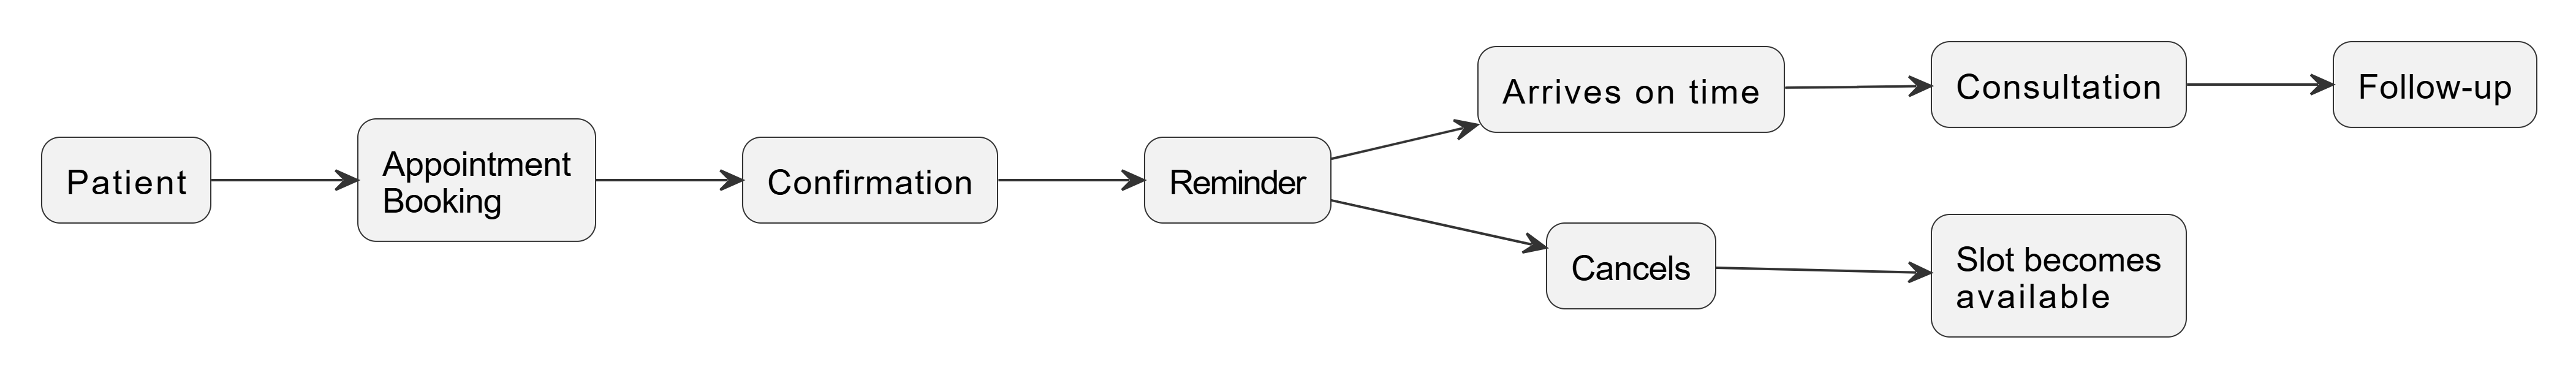 Patient
Appointment
Booking
Confirmation
Reminder
Arrives on time
Consultation
Follow-up
Cancels
Slot becomes
available